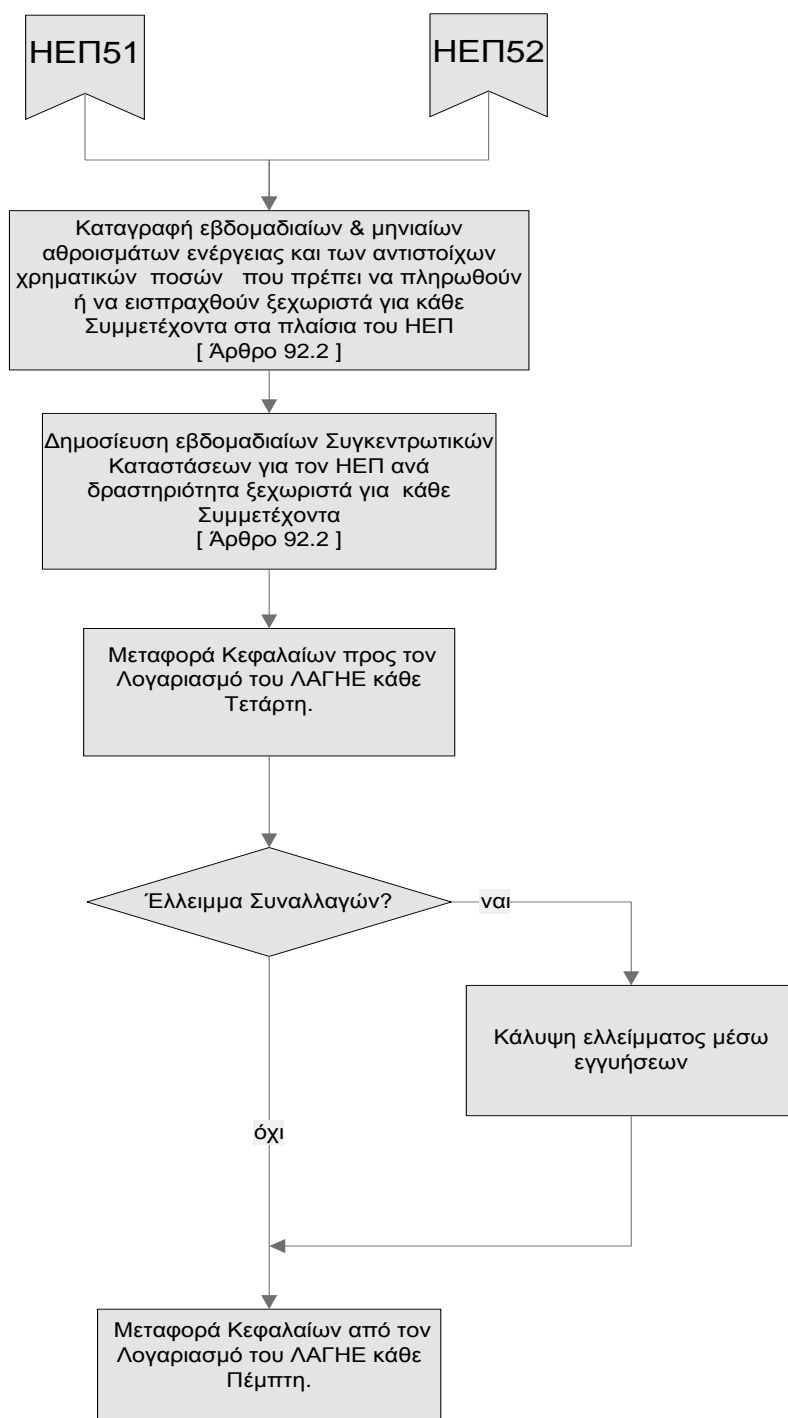 ΗΕΠ51
ΗΕΠ52
Καταγραφή εβδομαδιαίων & μηνιαίων
αθροισμάτων ενέργειας και των αντιστοίχων
χρηματικών ποσών που πρέπει να πληρωθούν
ή να εισπραχθούν ξεχωριστά για κάθε
Συμμετέχοντα στα πλαίσια του ΗΕΠ
[ Άρθρο 92.2 ]
Δημοσίευση εβδομαδιαίων Συγκεντρωτικών
Καταστάσεων για τον ΗΕΠ ανά
δραστηριότητα ξεχωριστά για κάθε
Συμμετέχοντα
[ Άρθρο 92.2 ]
Μεταφορά Κεφαλαίων προς τον
Λογαριασμό του ΛΑΓΗΕ κάθε
Τετάρτη.
Έλλειμμα Συναλλαγών?
ναι
Κάλυψη ελλείμματος μέσω
εγγυήσεων
όχι
Μεταφορά Κεφαλαίων από τον
Λογαριασμό του ΛΑΓΗΕ κάθε
Πέμπτη.